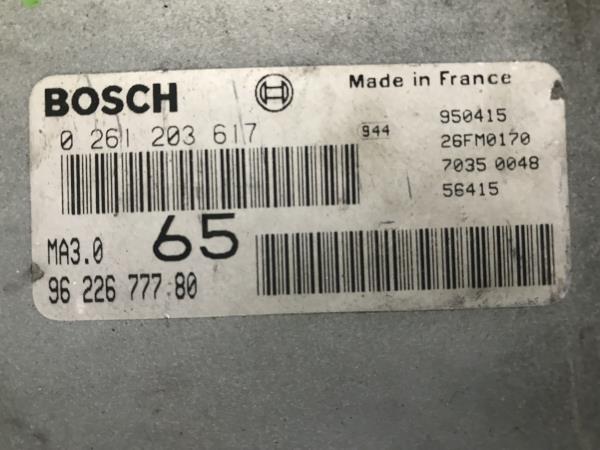 BOSCH
Made in France
0 261 203 617
944
950415
26FM0170
7035 0048
56415
MA3.0
65
96 226 777.80